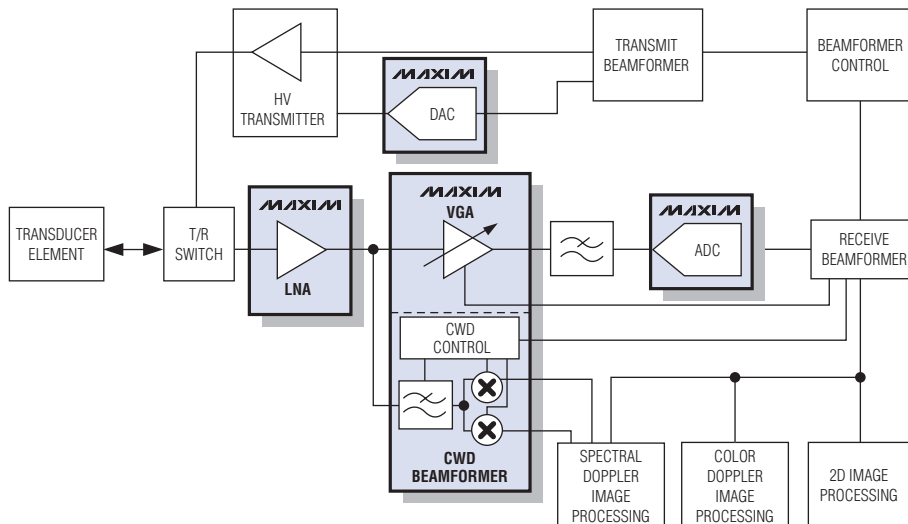 TRANSMIT
BEAMFORMER
BEAMFORMER
CONTROL
HV
TRANSMITTER
MAXIM
DAC
TRANSDUCER
ELEMENT
T/R
SWITCH
MAXIM
LNA
MAXIM
VGA
MAXIM
ADC
RECEIVE
BEAMFORMER
CWD
CONTROL
CWD
BEAMFORMER
SPECTRAL
DOPPLER
IMAGE
PROCESSING
COLOR
DOPPLER
IMAGE
PROCESSING
2D IMAGE
PROCESSING